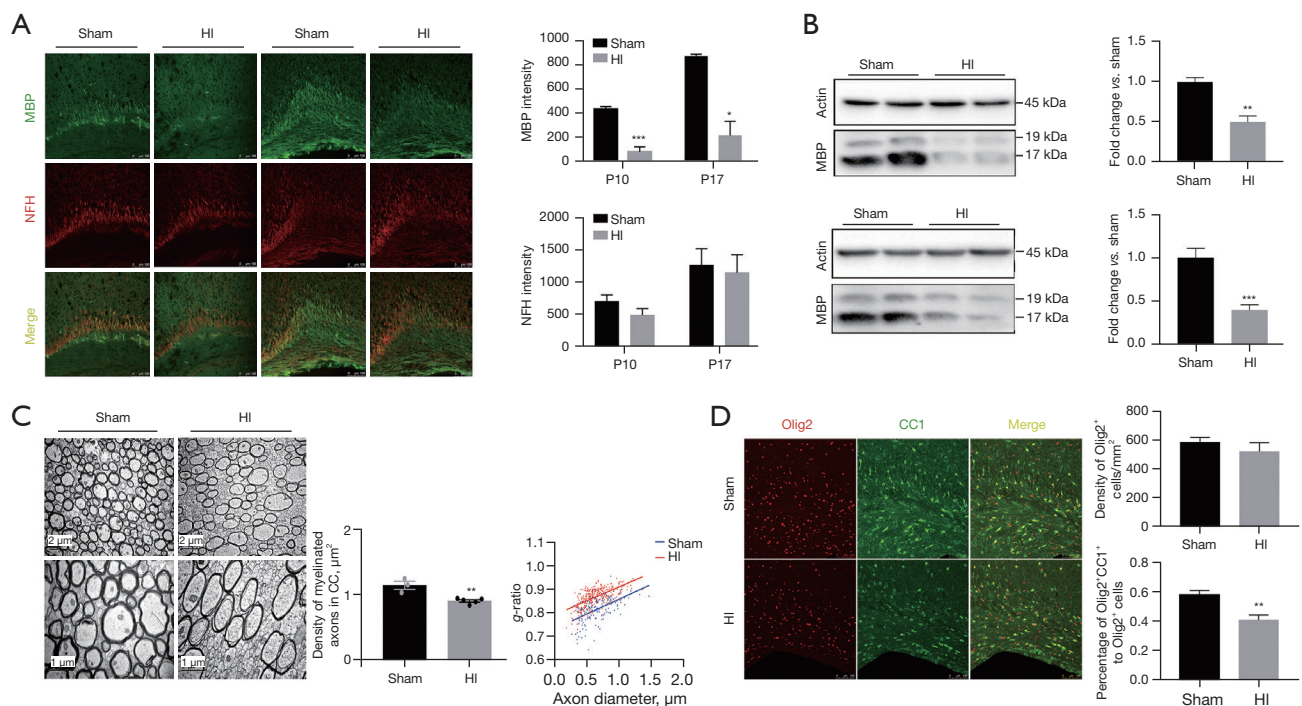 A
Sham
HI
Sham
HI
MBP
NFH
Merge
MBP intensity
1000
800
600
400
200
0
Sham
HI
***
*
P10
P17
NFH intensity
2000
1500
1000
500
0
Sham
HI
P10
P17
B
Sham
HI
Actin
45 kDa
MBP
19 kDa
17 kDa
Fold change vs. sham
1.5
1.0
0.5
0.0
**
Sham
HI
Sham
HI
Actin
45 kDa
MBP
19 kDa
17 kDa
Fold change vs. sham
1.5
1.0
0.5
0.0
***
Sham
HI
C
Sham
HI
2 μm
2 μm
1 μm
1 μm
Density of myelinated
axons in CC, μm²
2
1
0
**
Sham
HI
g-ratio
1.1
1.0
0.9
0.8
0.7
0.6
Sham
HI
0.0
0.5
1.0
1.5
2.0
Axon diameter, μm
D
Olig2
CC1
Merge
Sham
HI
Density of Olig2⁺
cells/mm²
800
600
400
200
0
Sham
HI
Percentage of Olig2⁺CC1⁺
to Olig2⁺ cells
0.8
0.6
0.4
0.2
0.0
**
Sham
HI